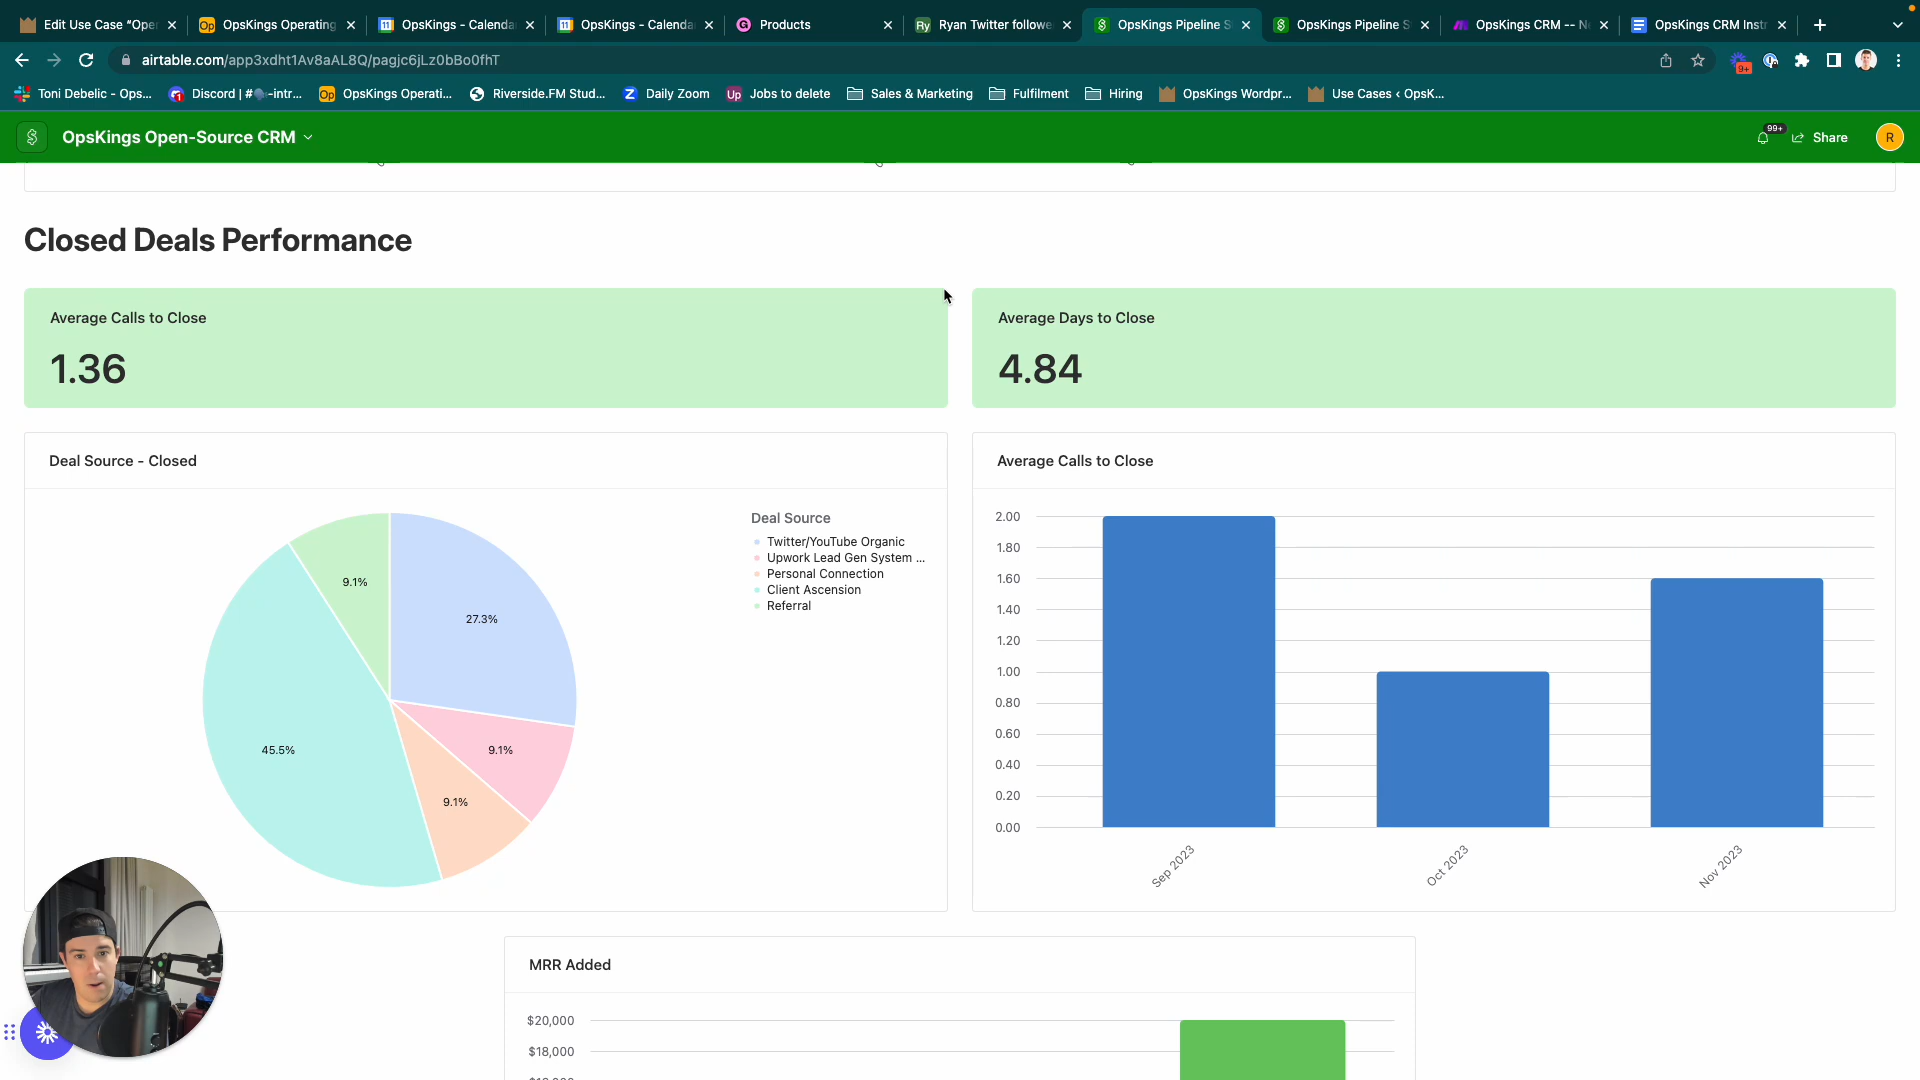 Edit Use Case “Oper
OpsKings Operating
OpsKings - Calenda
OpsKings - Calenda
Products
Ryan Twitter followe
OpsKings Pipeline S
OpsKings Pipeline S
OpsKings CRM -- N
OpsKings CRM Inst
airtable.com/app3xdht1Av8aAL8Q/pagjc6jLz0bBo0fhT
9+
Toni Debelic - Ops...
Discord | #🗣-intr...
Op OpsKings Operati...
Riverside.FM Stud...
Z Daily Zoom
Up Jobs to delete
Sales & Marketing
Fulfilment
Hiring
OpsKings Wordpr...
Use Cases ‹ OpsK...
OpsKings Open-Source CRM
99+
Share
R
Closed Deals Performance
Average Calls to Close
1.36
Average Days to Close
4.84
Deal Source - Closed
Deal Source
Twitter/YouTube Organic
Upwork Lead Gen System ...
Personal Connection
Client Ascension
Referral
9.1%
27.3%
45.5%
9.1%
9.1%
Average Calls to Close
2.00
1.80
1.60
1.40
1.20
1.00
0.80
0.60
0.40
0.20
0.00
Sep 2023
Oct 2023
Nov 2023
MRR Added
$20,000
$18,000